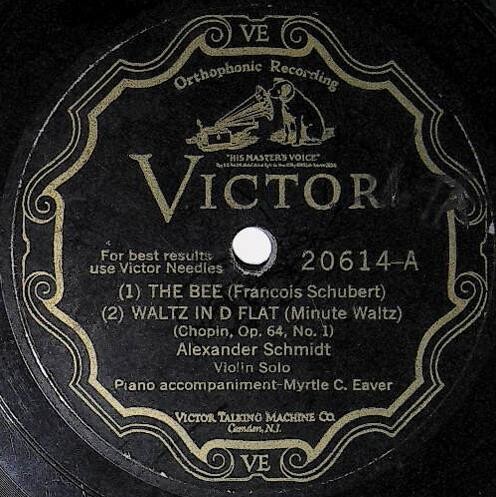 VE
Orthophonic Recording
"HIS MASTER'S VOICE"
VICTOR
For best results
use Victor Needles
20614-A
(1) THE BEE (Francois Schubert)
(2) WALTZ IN D FLAT (Minute Waltz)
(Chopin, Op. 64, No. 1)
Alexander Schmidt
Violin Solo
Piano accompaniment-Myrtle C. Eaver
VICTOR TALKING MACHINE CO.
Camden, N.J.
VE